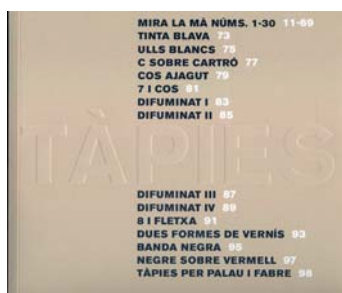 MIRA LA MÀ NÚMS. 1-30 11-69
TINTA BLAVA 73
ULLS BLANCS 75
C SOBRE CARTRÓ 77
COS AJAGUT 79
7 I COS 81
DIFUMINAT I 83
DIFUMINAT II 85
TÀPIES
DIFUMINAT III 87
DIFUMINAT IV 89
8 I FLETXA 91
DUES FORMES DE VERNÍS 93
BANDA NEGRA 95
NEGRE SOBRE VERMELL 97
TÀPIES PER PALAU I FABRE 98